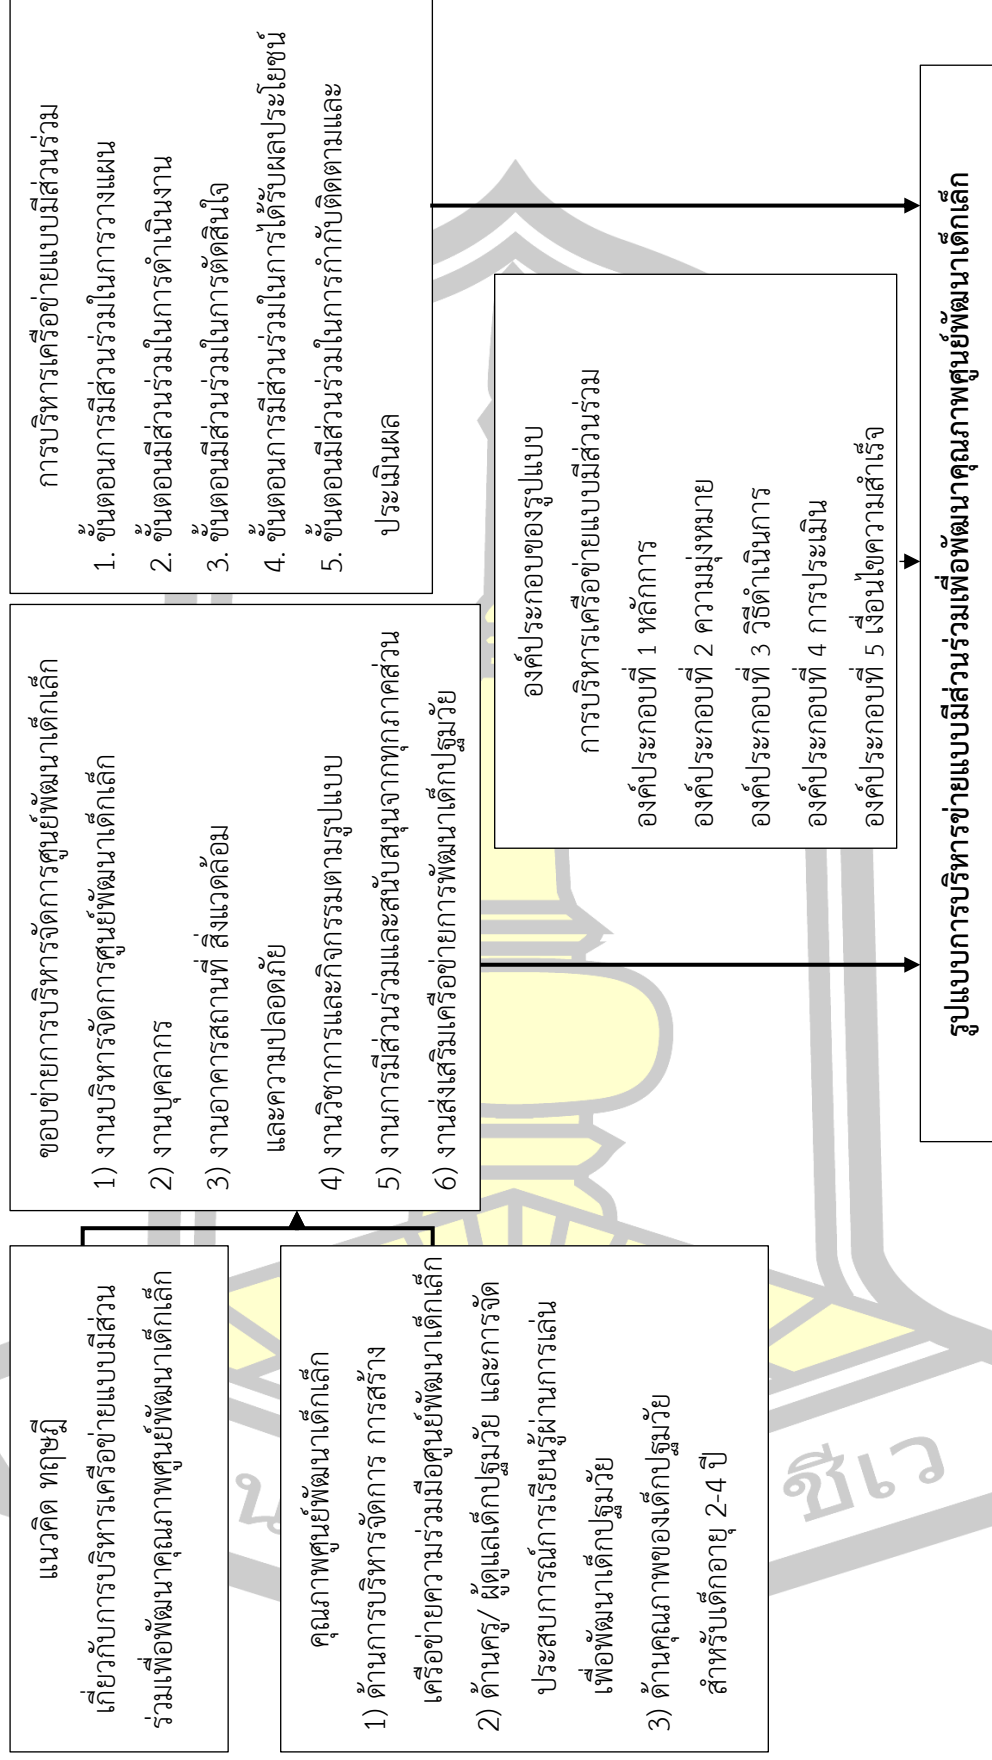 แนวคิด ทฤษฎี
เกี่ยวกับการบริหารเครือข่ายแบบมีส่วน
ร่วมเพื่อพัฒนาคุณภาพศูนย์พัฒนาเด็กเล็ก
คุณภาพศูนย์พัฒนาเด็กเล็ก
1) ด้านการบริหารจัดการ การสร้าง
เครือข่ายความร่วมมือศูนย์พัฒนาเด็กเล็ก
2) ด้านครู/ ผู้ดูแลเด็กปฐมวัย และการจัด
ประสบการณ์การเรียนรู้ผ่านการเล่น
เพื่อพัฒนาเด็กปฐมวัย
3) ด้านคุณภาพของเด็กปฐมวัย
สำหรับเด็กอายุ 2-4 ปี
ขอบข่ายการบริหารจัดการศูนย์พัฒนาเด็กเล็ก
1) งานบริหารจัดการศูนย์พัฒนาเด็กเล็ก
2) งานบุคลากร
3) งานอาคารสถานที่ สิ่งแวดล้อม
และความปลอดภัย
4) งานวิชาการและกิจกรรมตามรูปแบบ
5) งานการมีส่วนร่วมและสนับสนุนจากทุกภาคส่วน
6) งานส่งเสริมเครือข่ายการพัฒนาเด็กปฐมวัย
การบริหารเครือข่ายแบบมีส่วนร่วม
1. ขั้นตอนการมีส่วนร่วมในการวางแผน
2. ขั้นตอนมีส่วนร่วมในการดำเนินงาน
3. ขั้นตอนมีส่วนร่วมในการตัดสินใจ
4. ขั้นตอนการมีส่วนร่วมในการได้รับผลประโยชน์
5. ขั้นตอนมีส่วนร่วมในการกำกับติดตามและ
ประเมินผล
องค์ประกอบของรูปแบบ
การบริหารเครือข่ายแบบมีส่วนร่วม
องค์ประกอบที่ 1 หลักการ
องค์ประกอบที่ 2 ความมุ่งหมาย
องค์ประกอบที่ 3 วิธีดำเนินการ
องค์ประกอบที่ 4 การประเมิน
องค์ประกอบที่ 5 เงื่อนไขความสำเร็จ
รูปแบบการบริหารข่ายแบบมีส่วนร่วมเพื่อพัฒนาคุณภาพศูนย์พัฒนาเด็กเล็ก
ชีเว